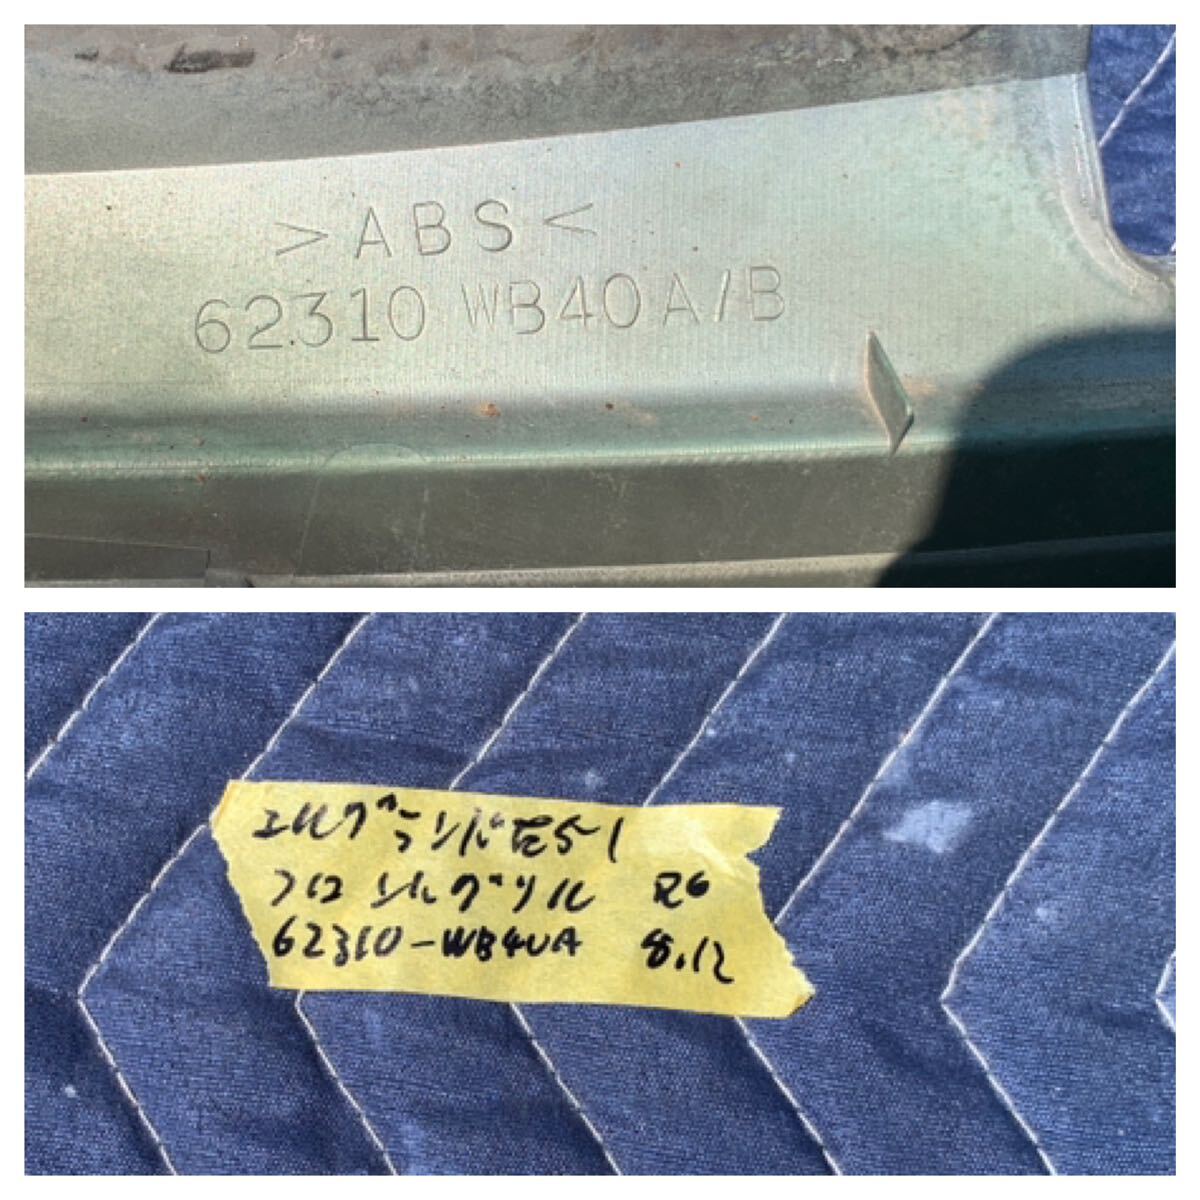 >ABS<
62310 WB40A/B
エルグランドE51
フロントグリル R6
62310-WB40A 8.12